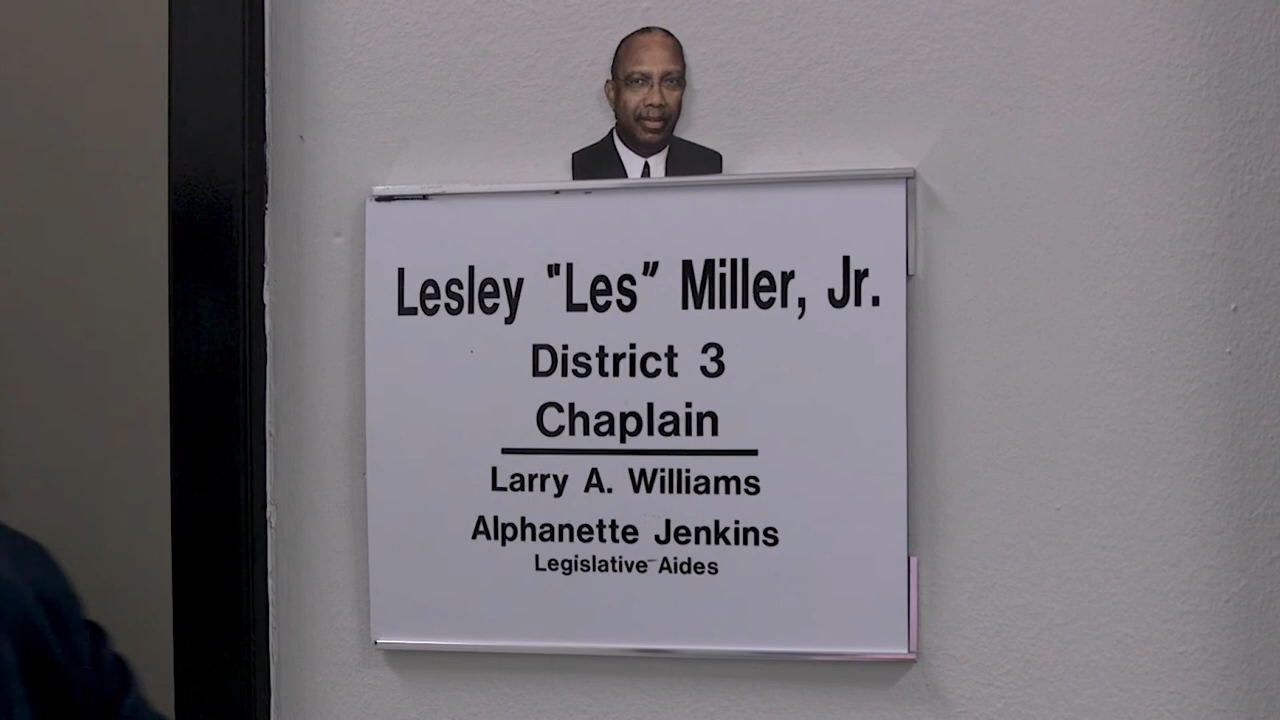 Lesley "Les" Miller, Jr.
District 3
Chaplain
Larry A. Williams
Alphanette Jenkins
Legislative Aides